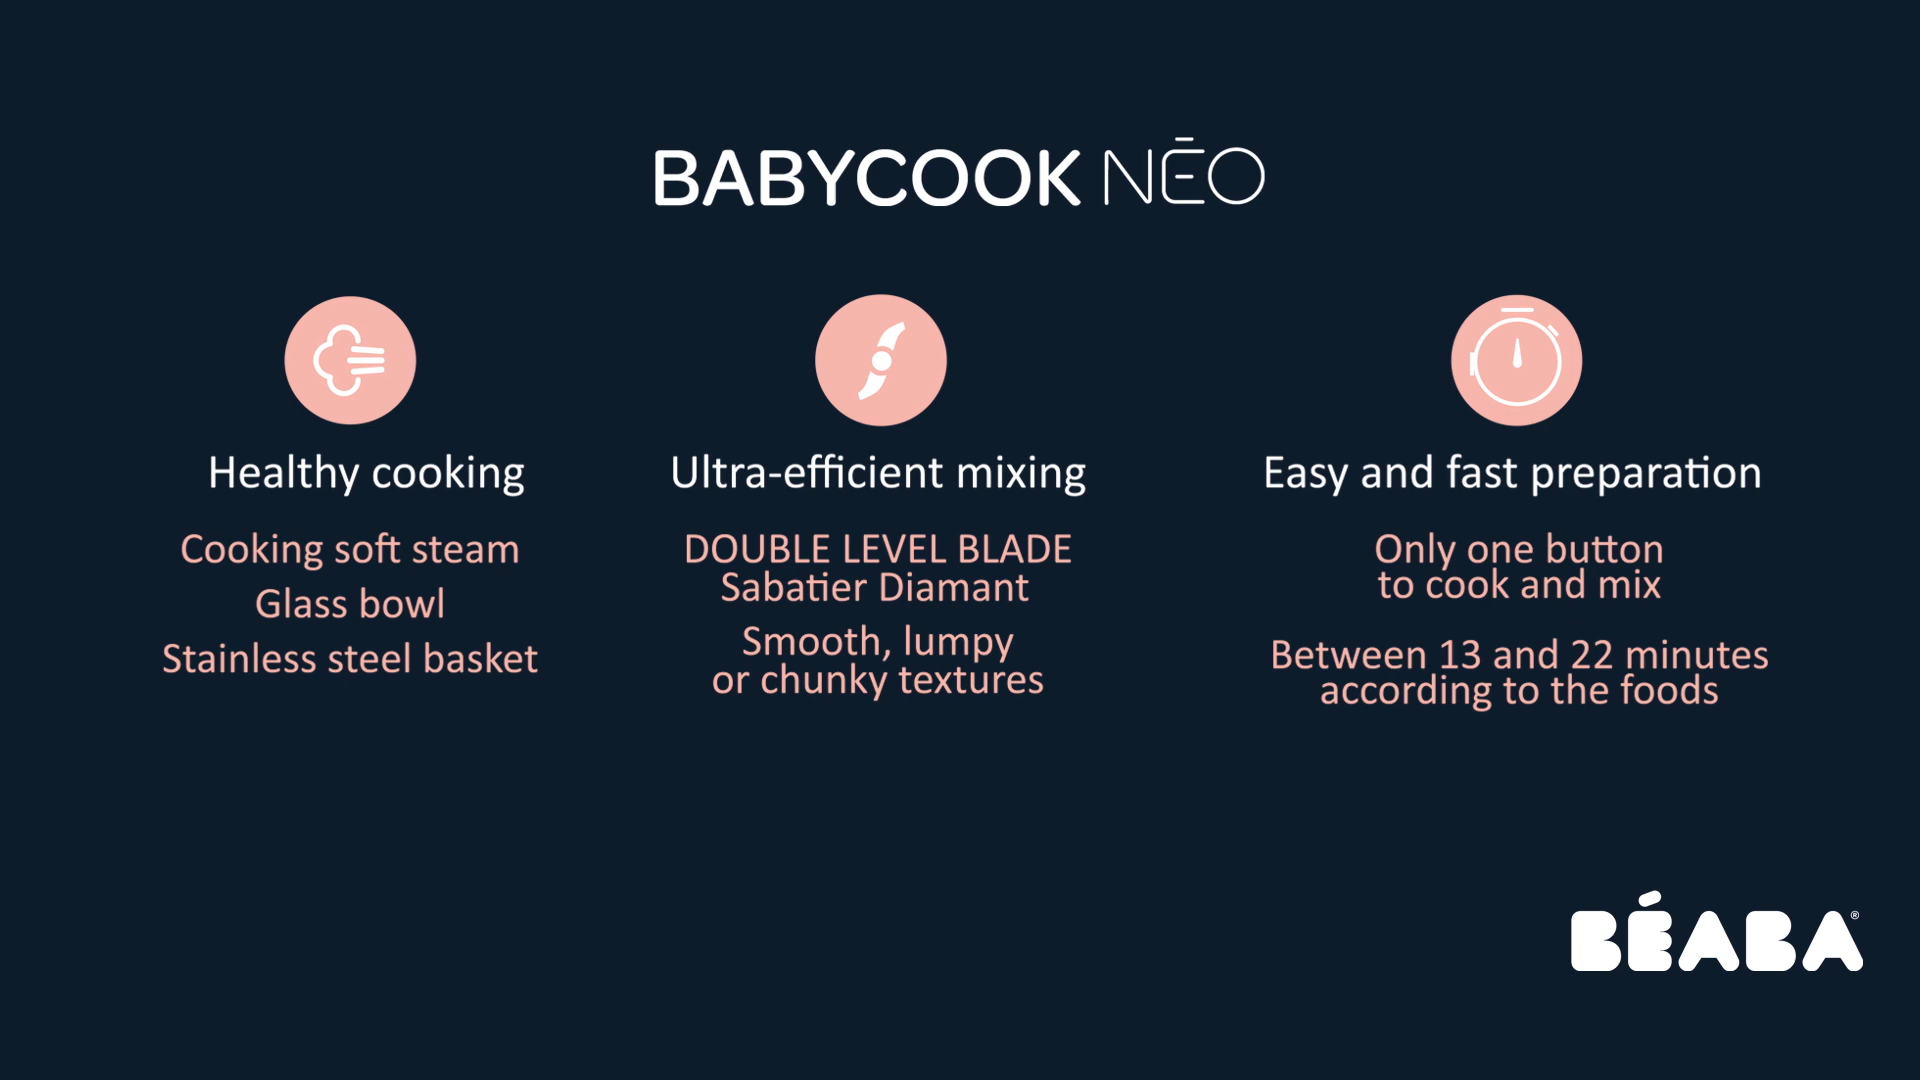 BABYCOOK NĒO
Healthy cooking
Cooking soft steam
Glass bowl
Stainless steel basket
Ultra-efficient mixing
DOUBLE LEVEL BLADE
Sabatier Diamant
Smooth, lumpy
or chunky textures
Easy and fast preparation
Only one button
to cook and mix
Between 13 and 22 minutes
according to the foods
BÉABA®